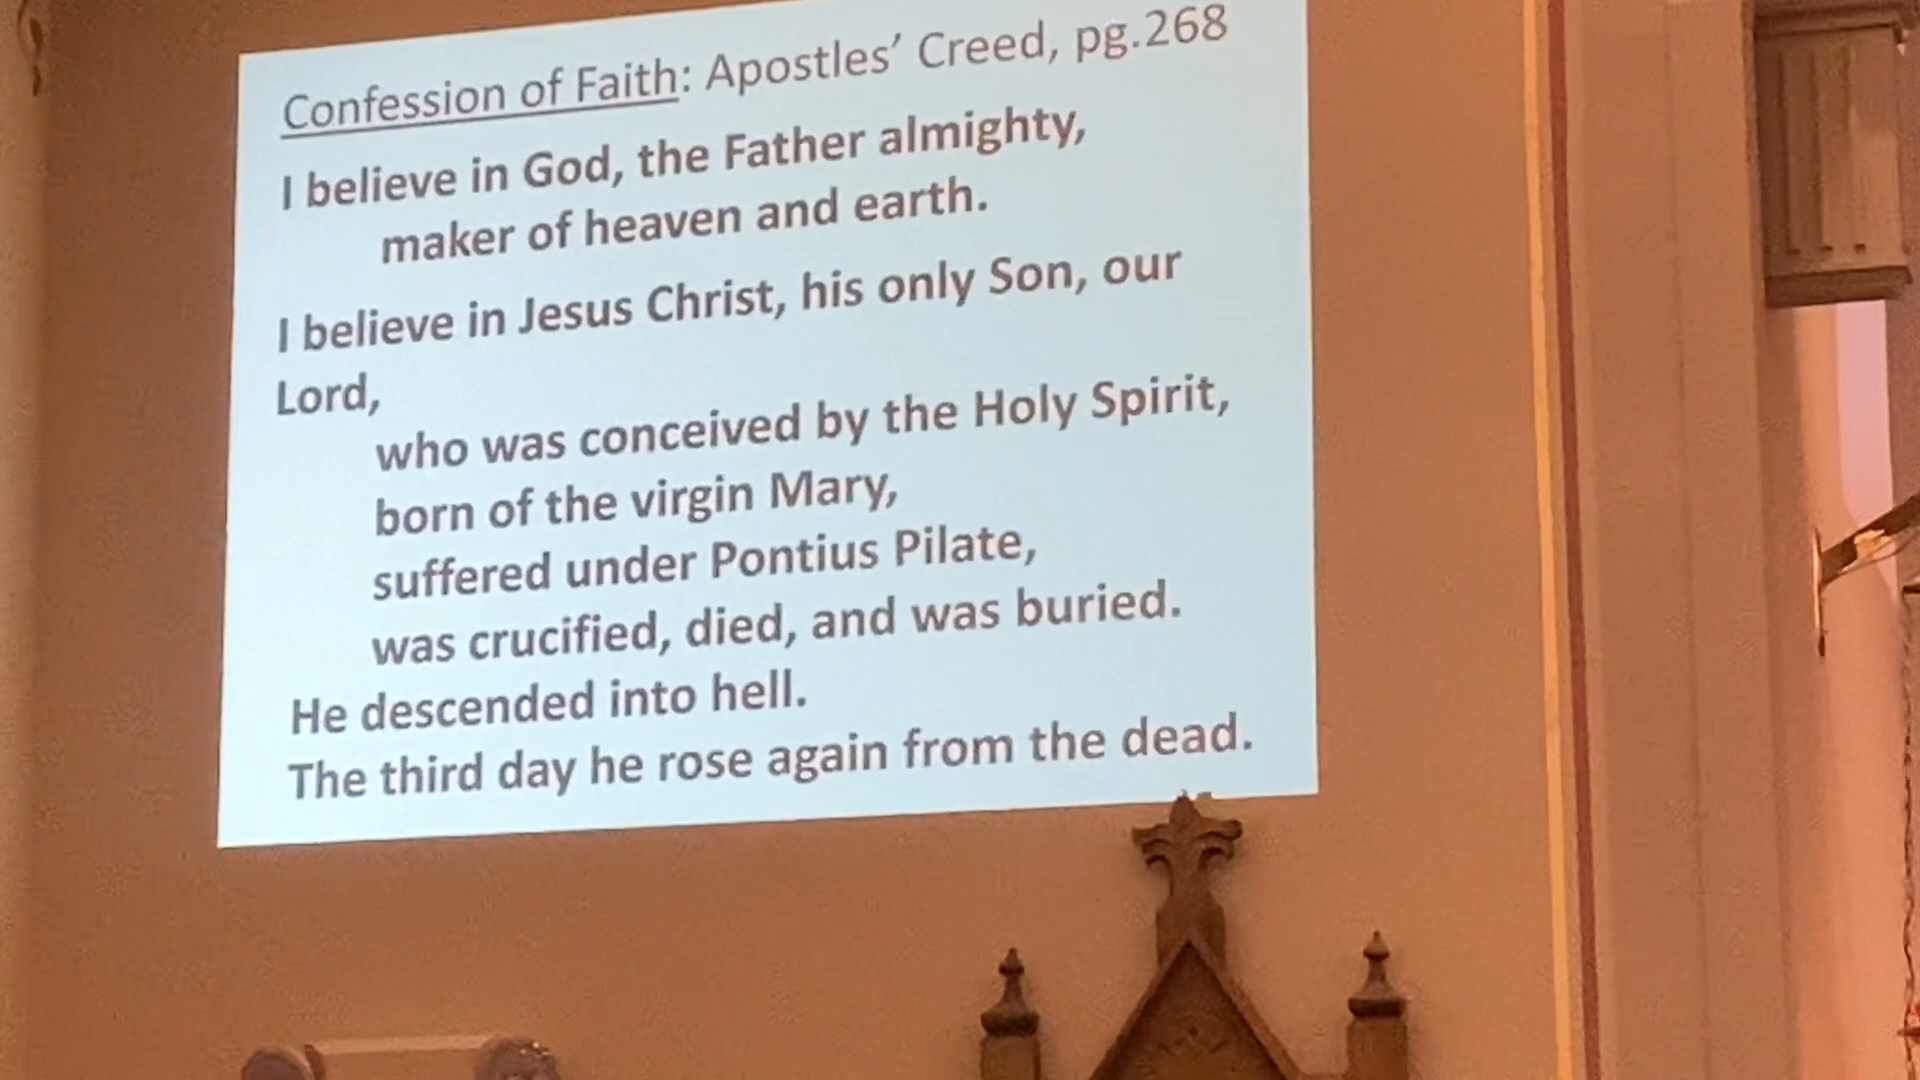 Confession of Faith: Apostles’ Creed, pg.268
I believe in God, the Father almighty,
maker of heaven and earth.
I believe in Jesus Christ, his only Son, our
Lord,
who was conceived by the Holy Spirit,
born of the virgin Mary,
suffered under Pontius Pilate,
was crucified, died, and was buried.
He descended into hell.
The third day he rose again from the dead.